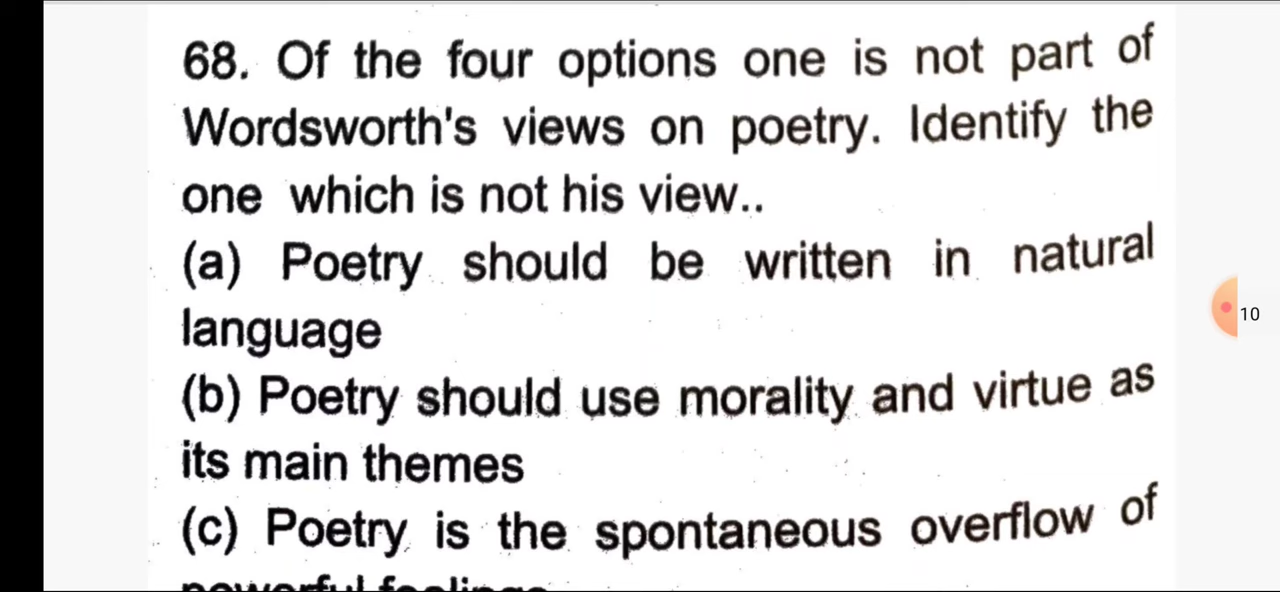 68. Of the four options one is not part of
Wordsworth's views on poetry. Identify the
one which is not his view..
(a) Poetry should be written in natural
language
(b) Poetry should use morality and virtue as
its main themes
(c) Poetry is the spontaneous overflow of
powerful feelings
10